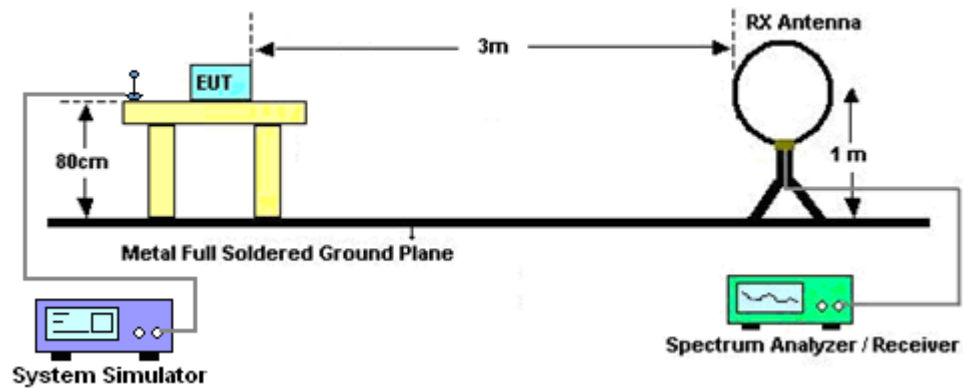 RX Antenna
3m
EUT
80cm
1 m
Metal Full Soldered Ground Plane
Spectrum Analyzer / Receiver
System Simulator